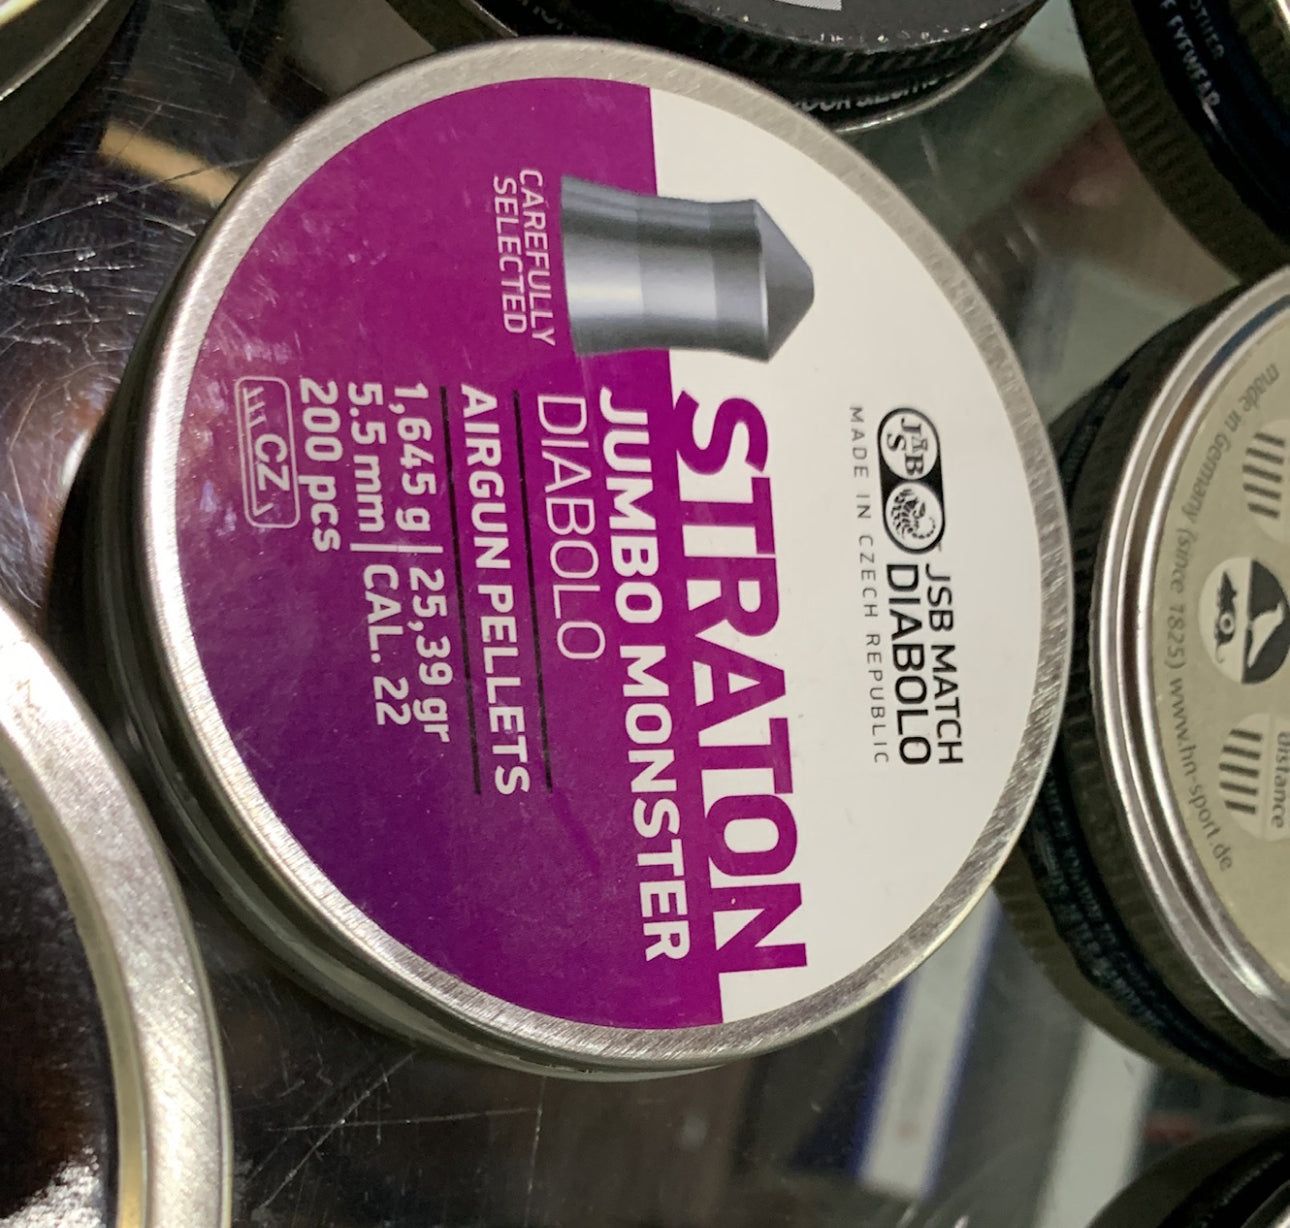 JSB
JSB MATCH
DIABOLO
MADE IN CZECH REPUBLIC
STRATON
JUMBO MONSTER
DIABOLO
AIRGUN PELLETS
1,645 g | 25,39 gr
5.5 mm | CAL. 22
200 pcs
CZ
CAREFULLY
SELECTED
made in Germany (since 1825) www.hn-sport.de
distance
EYEWEAR